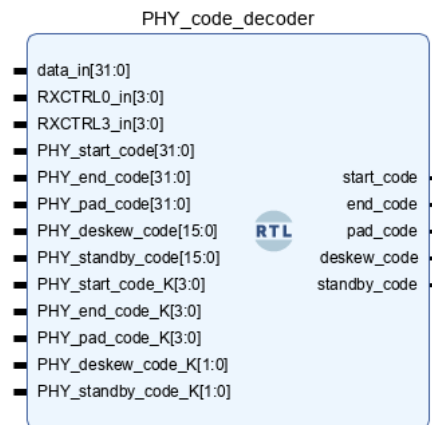 PHY_code_decoder
data_in[31:0]
RXCTRL0_in[3:0]
RXCTRL3_in[3:0]
PHY_start_code[31:0]
PHY_end_code[31:0]
PHY_pad_code[31:0]
PHY_deskew_code[15:0]
PHY_standby_code[15:0]
PHY_start_code_K[3:0]
PHY_end_code_K[3:0]
PHY_pad_code_K[3:0]
PHY_deskew_code_K[1:0]
PHY_standby_code_K[1:0]
RTL
start_code
end_code
pad_code
deskew_code
standby_code